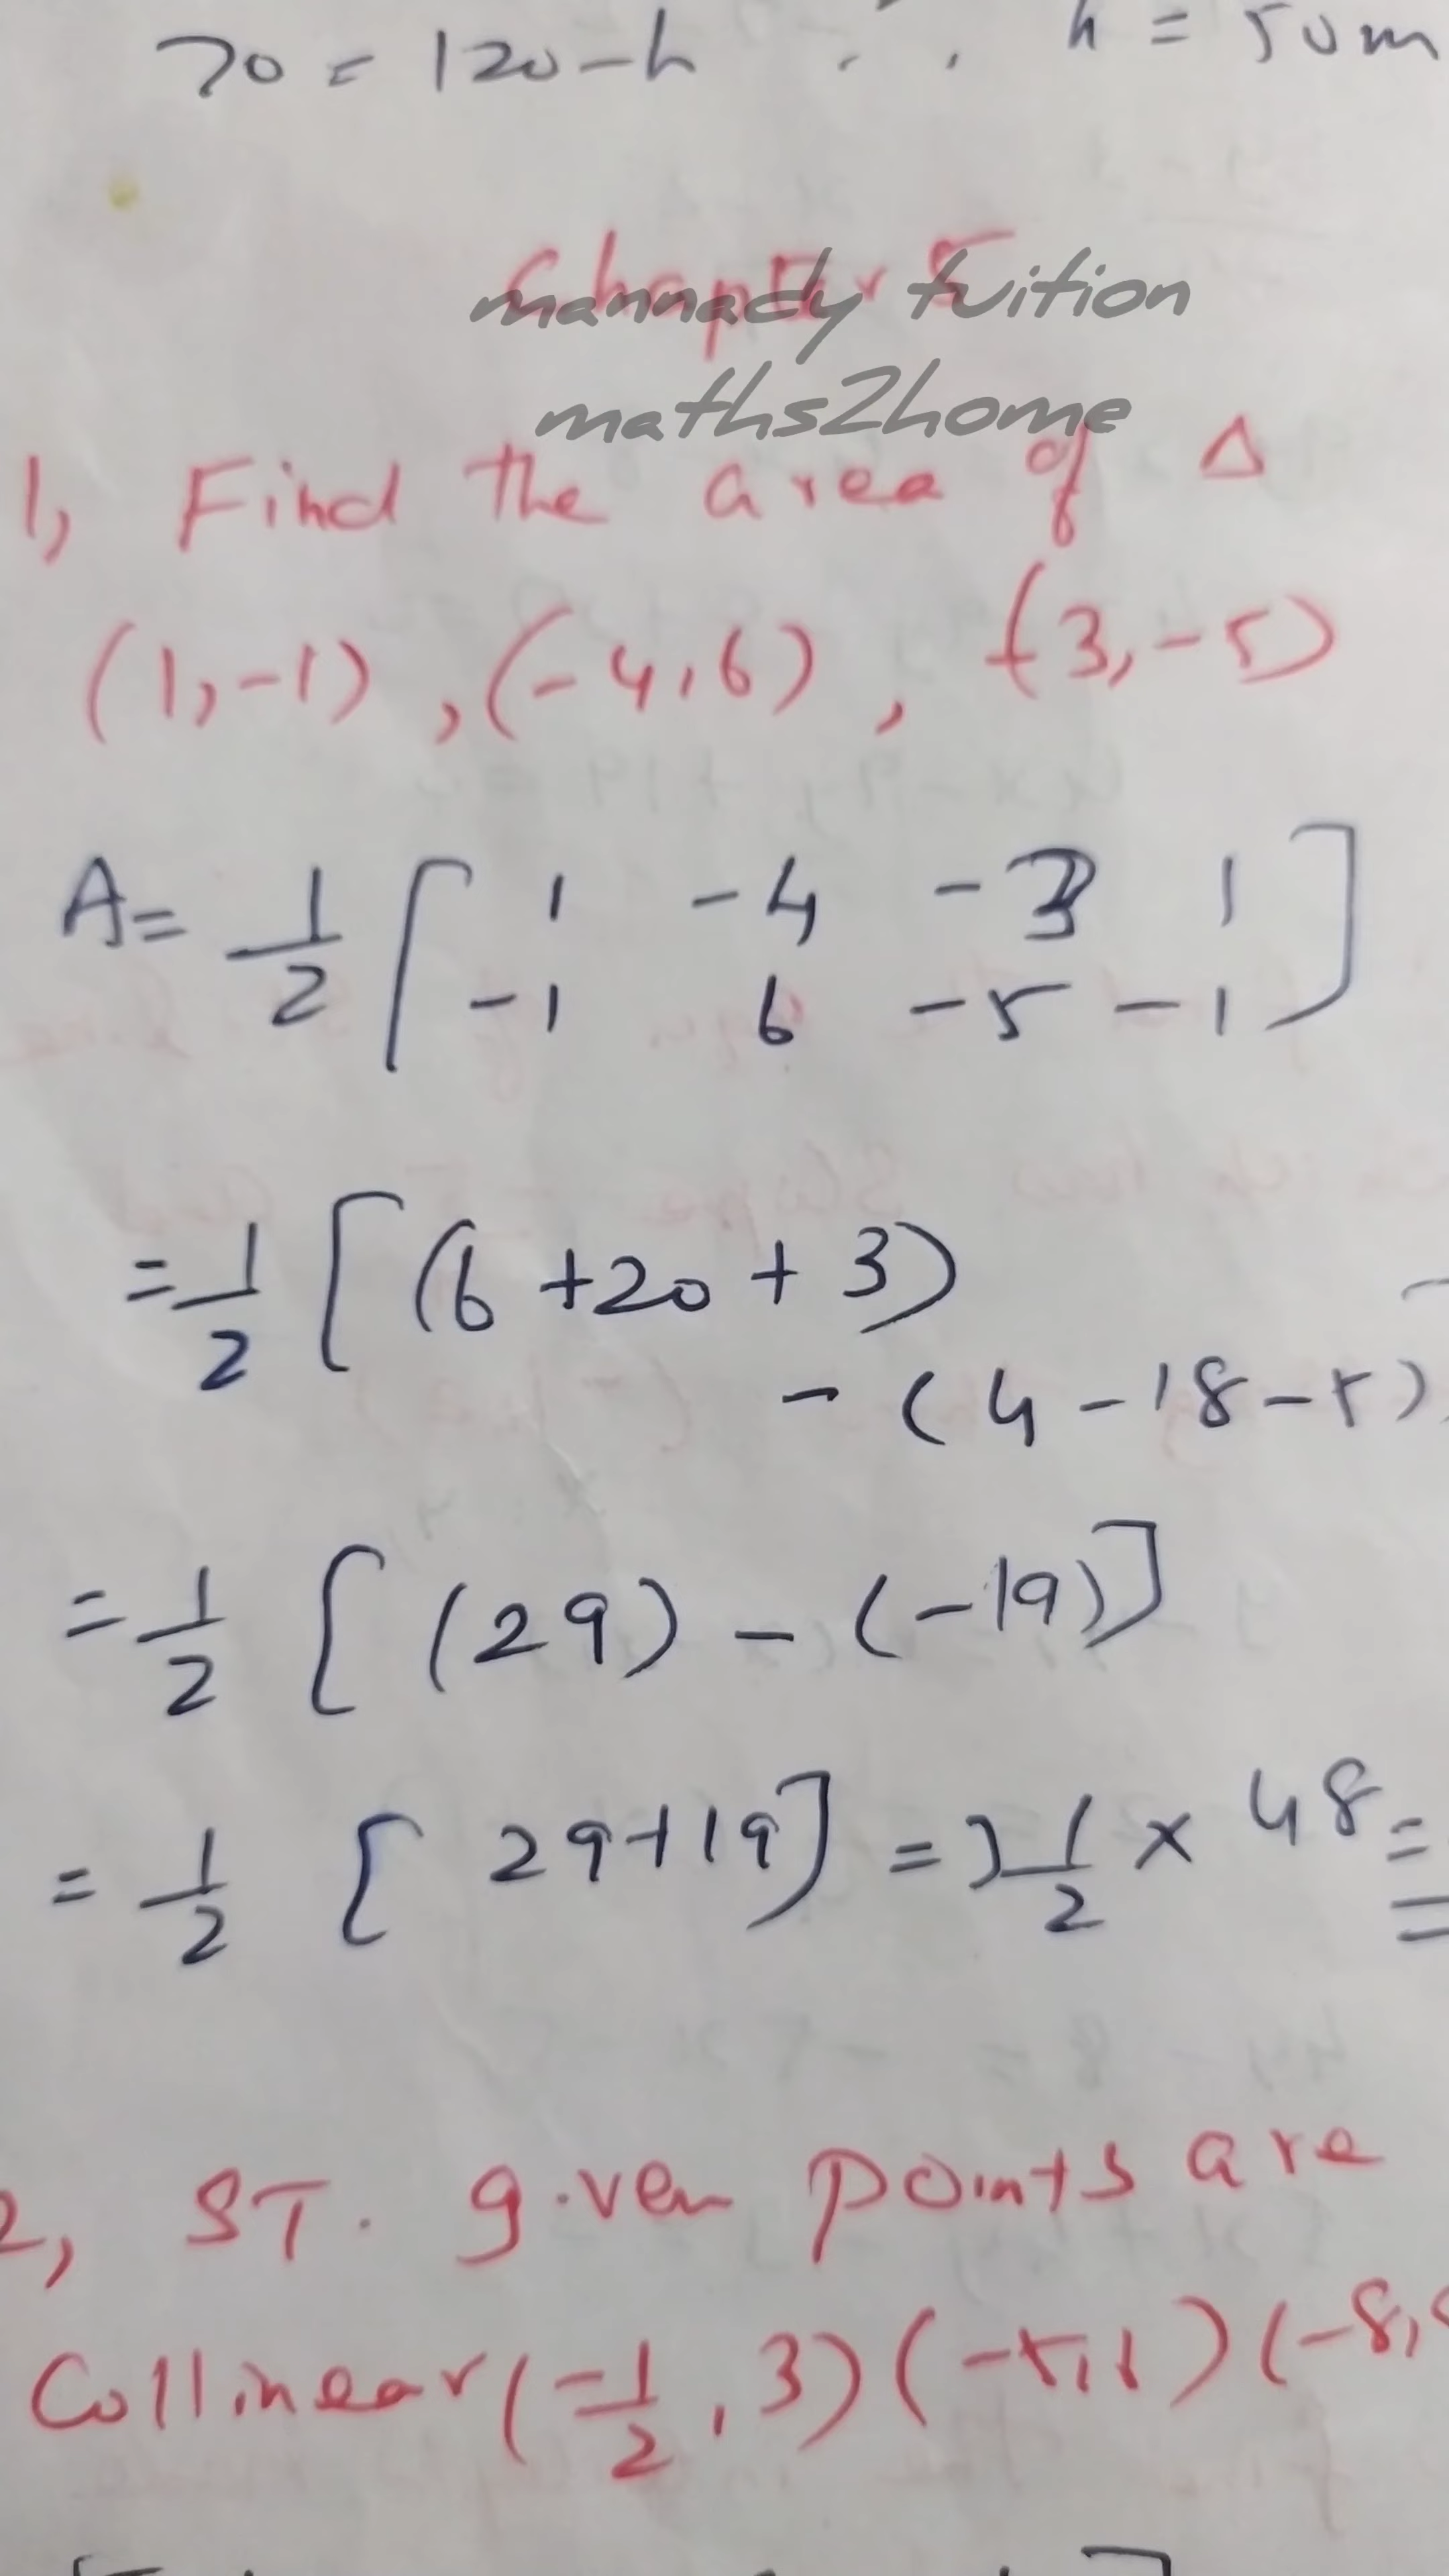 70 = 120 - h ∴ h = 50m
Chapter 5
mannady tuition
maths2home
1, Find the area of Δ
(1,-1), (-4,6), (-3,-5)
A = 1/2 [ 1 -4 -3 1
-1 6 -5 -1 ]
= 1/2 [ (6 + 20 + 3)
- (4 - 18 - 5)
= 1/2 [ (29) - (-19) ]
= 1/2 [ 29+19 ] = 1/2 × 48 =
2, ST. given points are
Collinear (-1/2, 3) (-5,6) (-8,